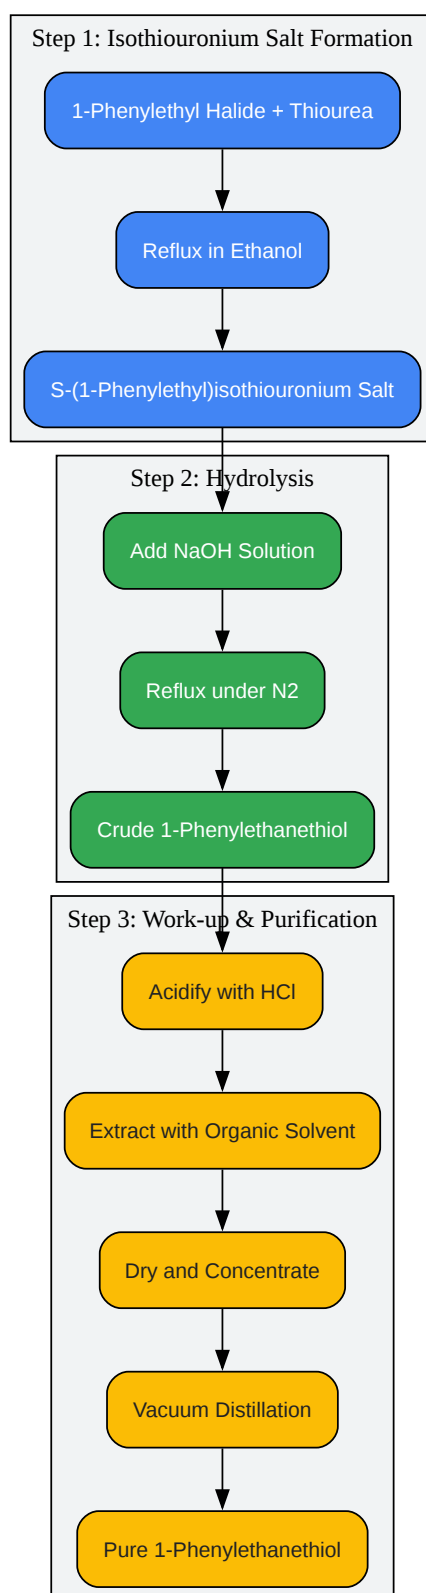 Step 1: Isothiouronium Salt Formation
1-Phenylethyl Halide + Thiourea
Reflux in Ethanol
S-(1-Phenylethyl)isothiouronium Salt
Step 2: Hydrolysis
Add NaOH Solution
Reflux under N2
Crude 1-Phenylethanethiol
Step 3: Work-up & Purification
Acidify with HCl
Extract with Organic Solvent
Dry and Concentrate
Vacuum Distillation
Pure 1-Phenylethanethiol